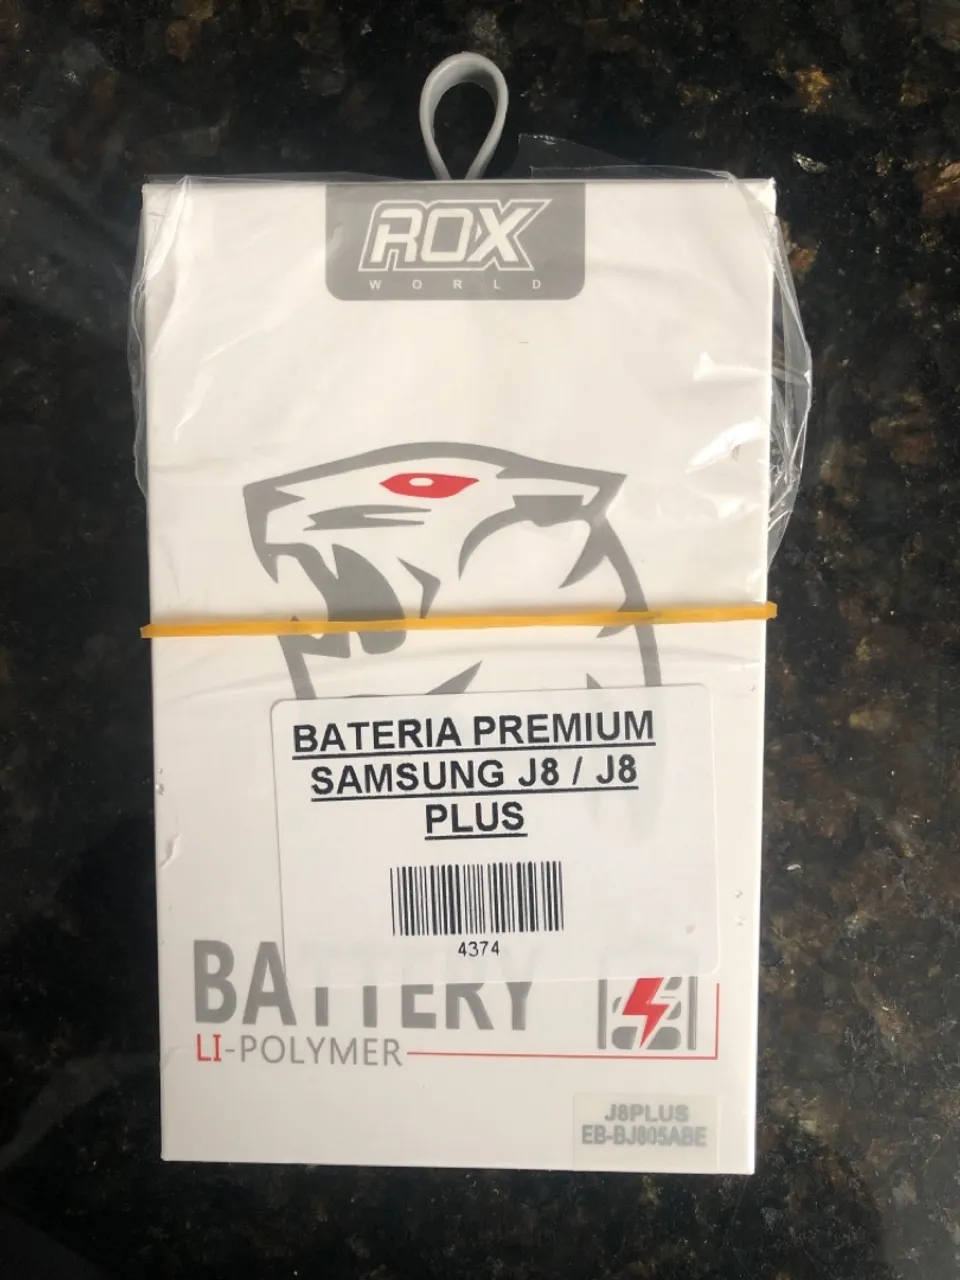 ROX
WORLD
BATERIA PREMIUM
SAMSUNG J8 / J8
PLUS
4374
BATTERY
LI-POLYMER
J8PLUS
EB-BJ805ABE